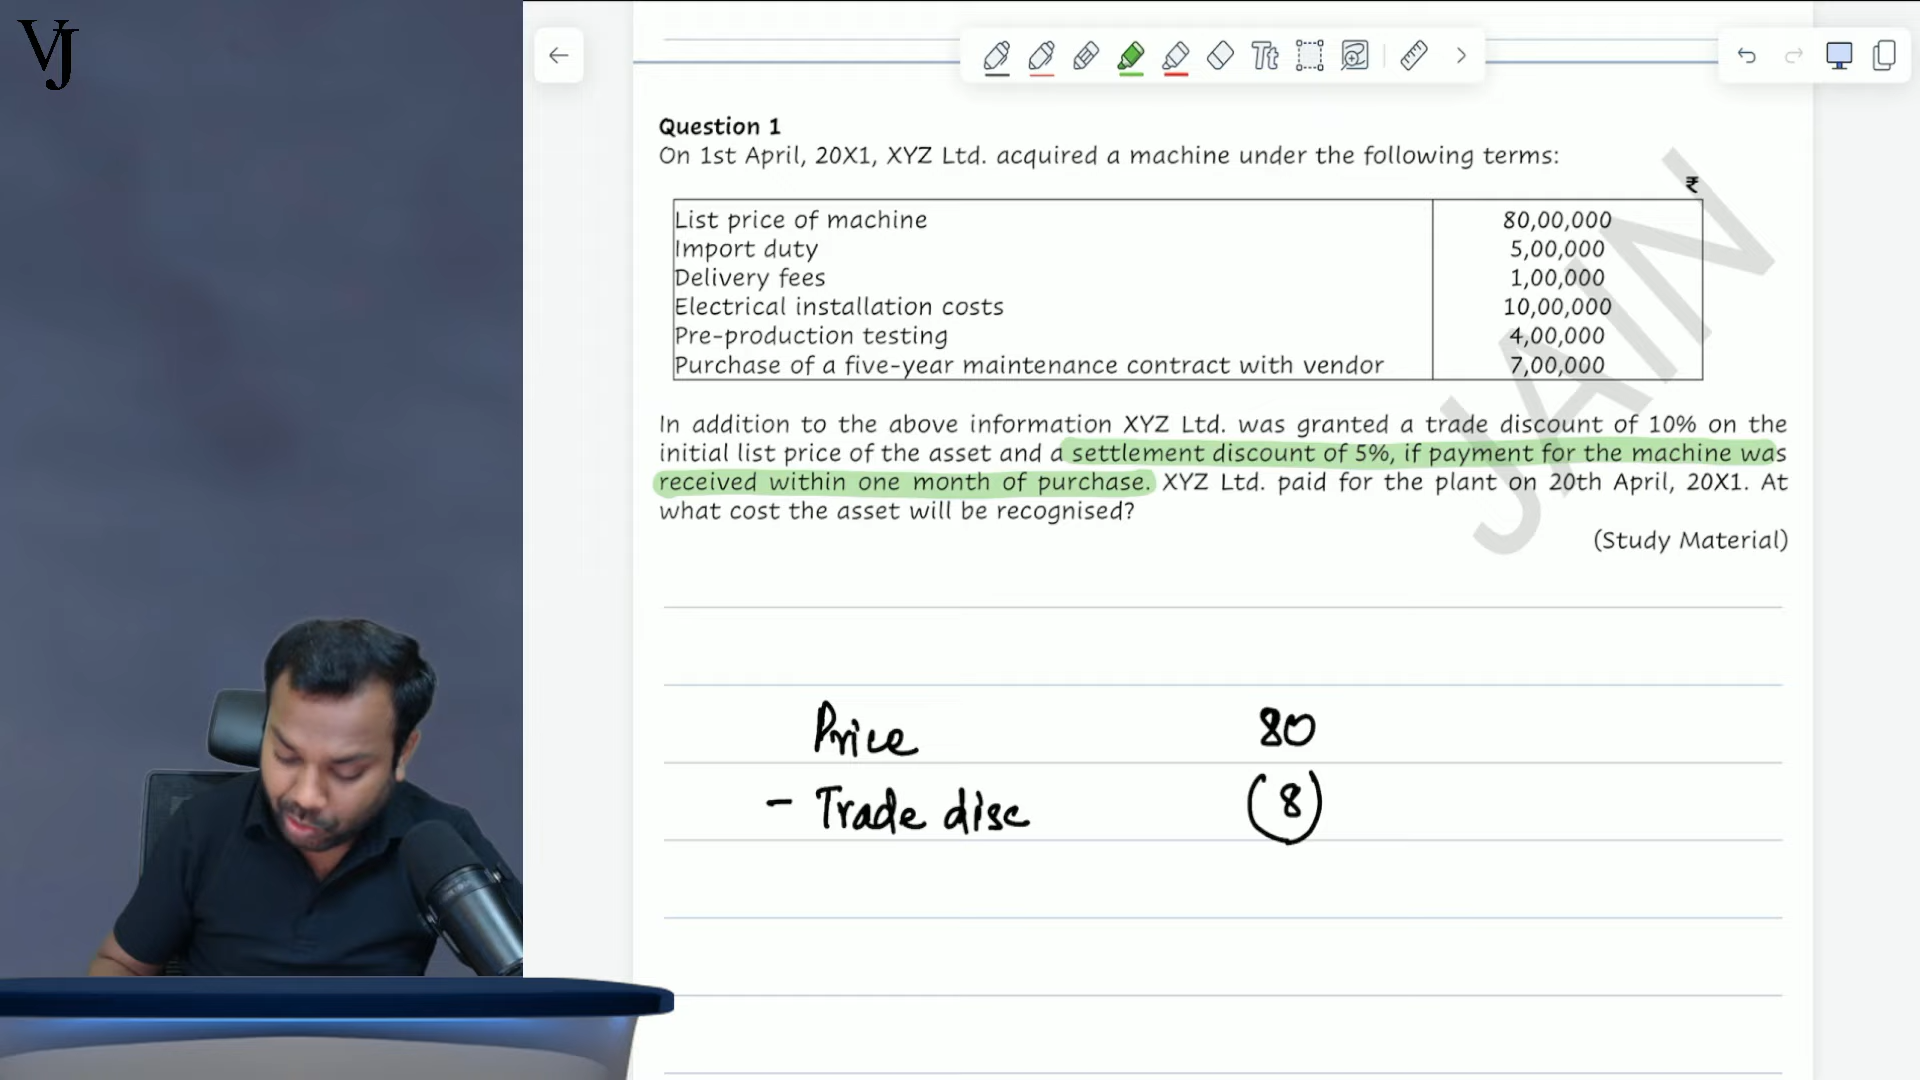 VJ
Tt
Question 1
On 1st April, 20X1, XYZ Ltd. acquired a machine under the following terms:
₹
List price of machine 80,00,000
Import duty 5,00,000
Delivery fees 1,00,000
Electrical installation costs 10,00,000
Pre-production testing 4,00,000
Purchase of a five-year maintenance contract with vendor 7,00,000
In addition to the above information XYZ Ltd. was granted a trade discount of 10% on the
initial list price of the asset and a settlement discount of 5%, if payment for the machine was
received within one month of purchase. XYZ Ltd. paid for the plant on 20th April, 20X1. At
what cost the asset will be recognised?
(Study Material)
JAIN
Price 80
- Trade disc (8)